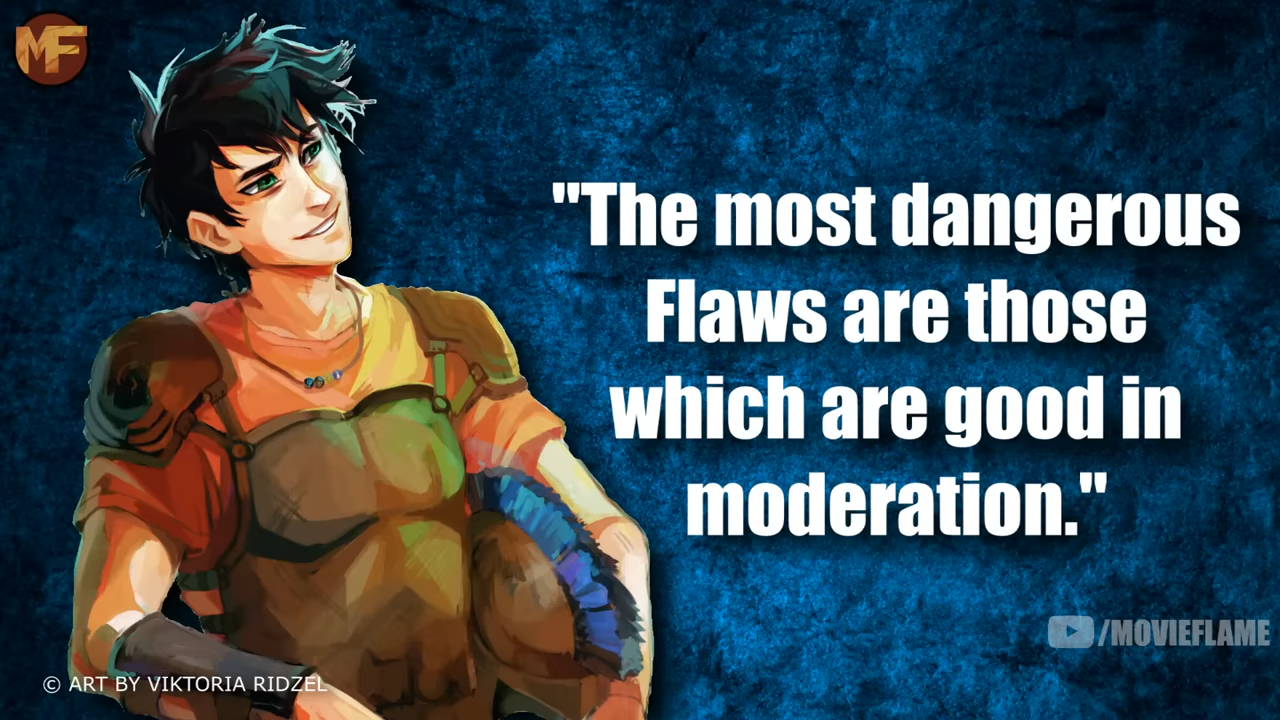 MF
"The most dangerous
Flaws are those
which are good in
moderation."
/MOVIEFLAME
© ART BY VIKTORIA RIDZEL